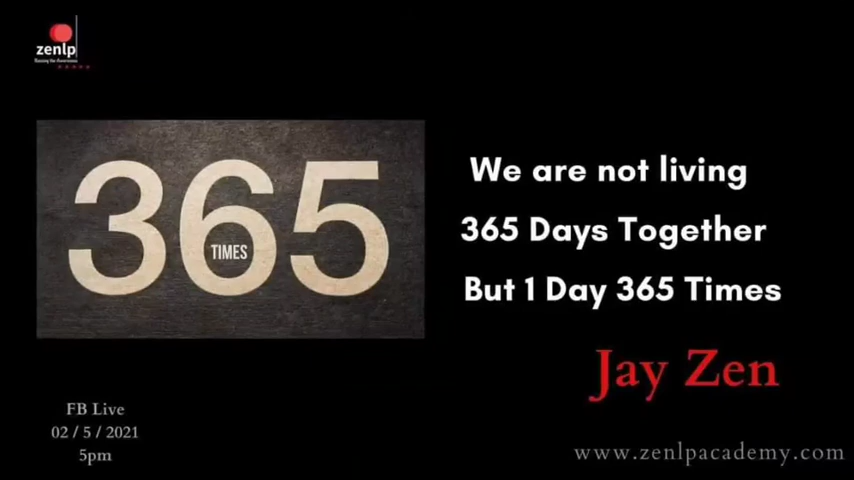 zenlp
365
TIMES
We are not living
365 Days Together
But 1 Day 365 Times
Jay Zen
FB Live
02 / 5 / 2021
5pm
www.zenlpacademy.com